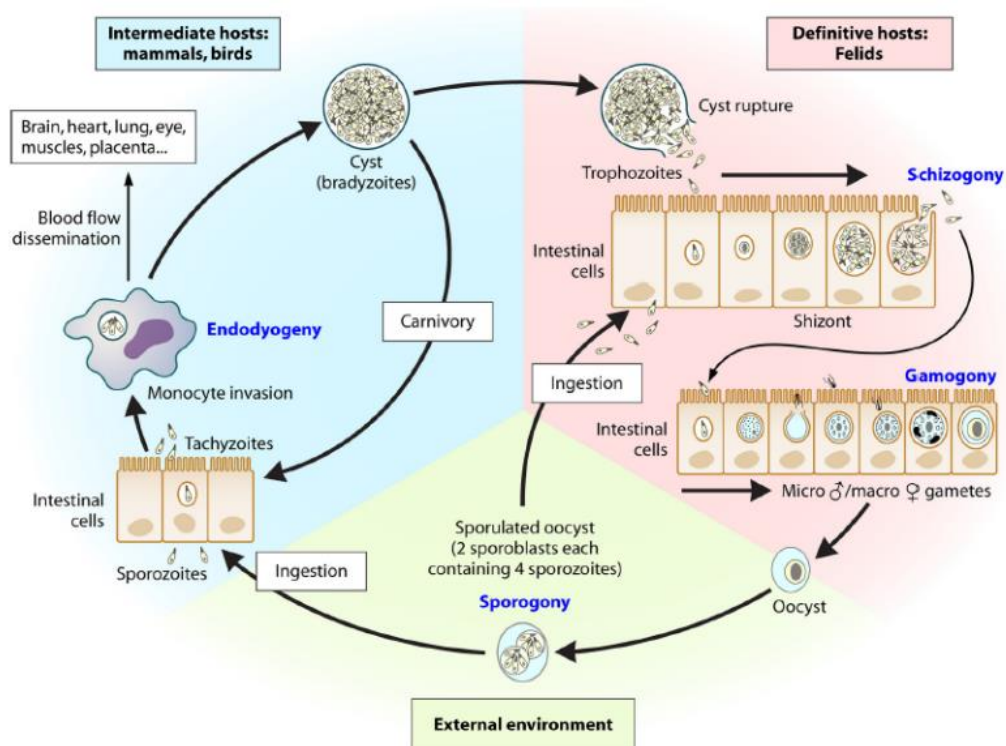 Intermediate hosts:
mammals, birds
Definitive hosts:
Felids
Brain, heart, lung, eye,
muscles, placenta...
Cyst rupture
Cyst
(bradyzoites)
Trophozoites
Schizogony
Blood flow
dissemination
Intestinal
cells
Carnivory
Shizont
Endodyogeny
Ingestion
Gamogony
Monocyte invasion
Tachyzoites
Intestinal
cells
Intestinal
cells
Micro ♂/macro ♀ gametes
Sporulated oocyst
(2 sporoblasts each
containing 4 sporozoites)
Sporozoites
Ingestion
Sporogony
Oocyst
External environment